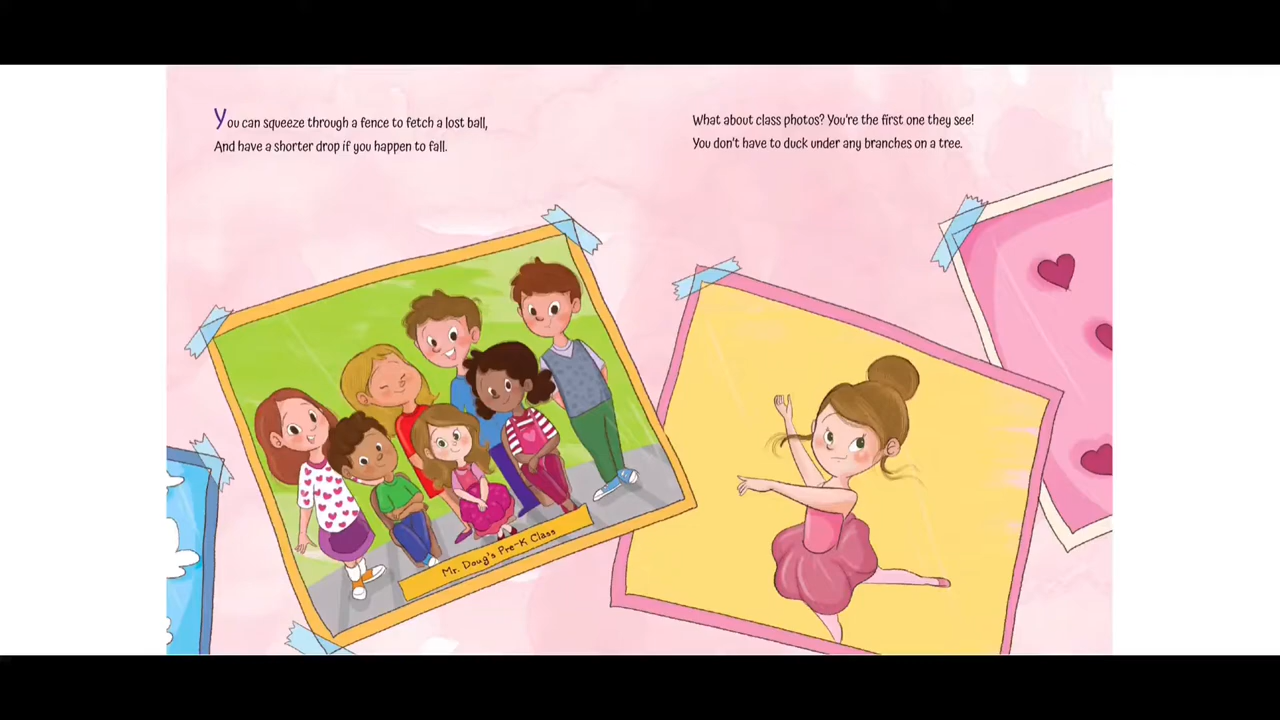 You can squeeze through a fence to fetch a lost ball,
And have a shorter drop if you happen to fall.
What about class photos? You're the first one they see!
You don't have to duck under any branches on a tree.
Mr. Doug's Pre-K Class